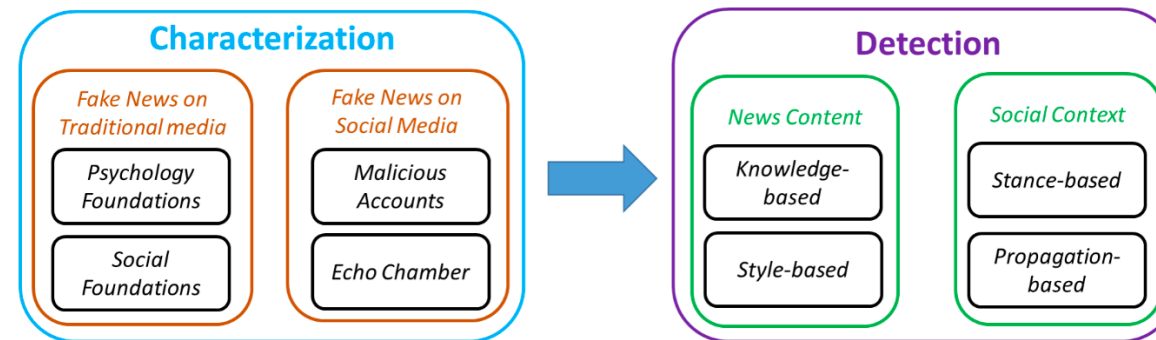 Characterization
Fake News on
Traditional media
Psychology
Foundations
Social
Foundations
Fake News on
Social Media
Malicious
Accounts
Echo Chamber
Detection
News Content
Knowledge-
based
Style-based
Social Context
Stance-based
Propagation-
based